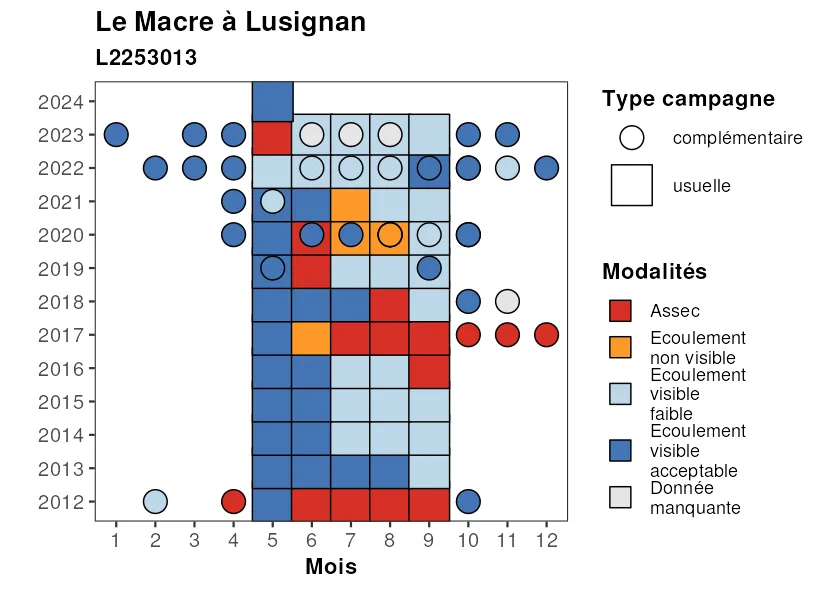 Le Macre à Lusignan
L2253013
2024
2023
2022
2021
2020
2019
2018
2017
2016
2015
2014
2013
2012
1 2 3 4 5 6 7 8 9 10 11 12
Mois
Type campagne
complémentaire
usuelle
Modalités
Assec
Ecoulement
non visible
Ecoulement
visible
faible
Ecoulement
visible
acceptable
Donnée
manquante